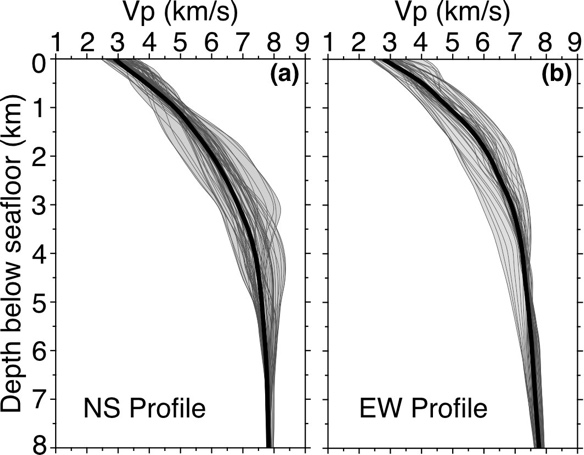 Vp (km/s) Vp (km/s)
1 2 3 4 5 6 7 8 9 1 2 3 4 5 6 7 8 9
(a) (b)
Depth below seafloor (km)
0
1
2
3
4
5
6
7
8
NS Profile EW Profile